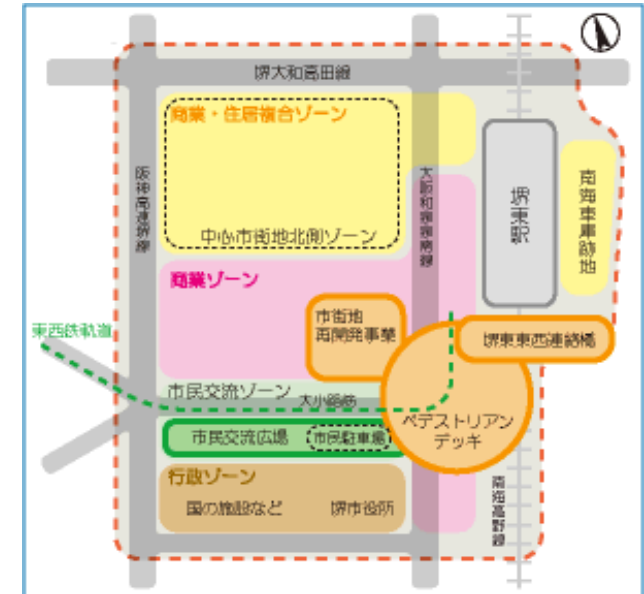 堺大和高田線
商業・住居複合ゾーン
阪神高速堺線
大阪和泉泉南線
堺東駅
南海車庫跡地
中心市街地北側ゾーン
商業ゾーン
市街地
再開発事業
東西鉄軌道
堺東東西連絡橋
市民交流ゾーン
大小路筋
ペデストリアン
デッキ
市民交流広場
市民駐車場
行政ゾーン
国の施設など
堺市役所
南海高野線